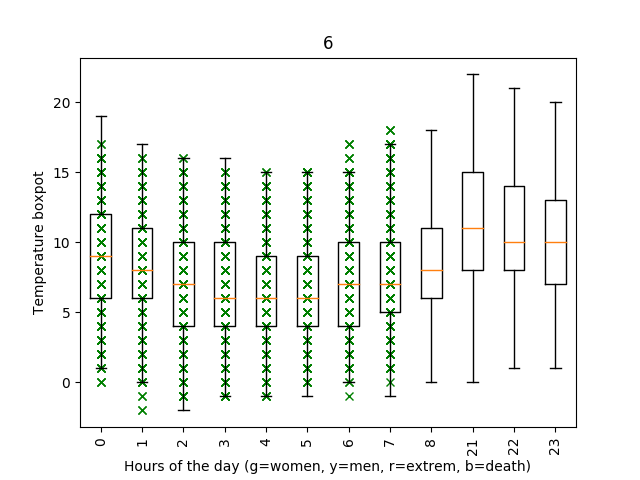 6
Temperature boxpot
20
15
10
5
0
0 1 2 3 4 5 6 7 8 21 22 23
Hours of the day (g=women, y=men, r=extrem, b=death)